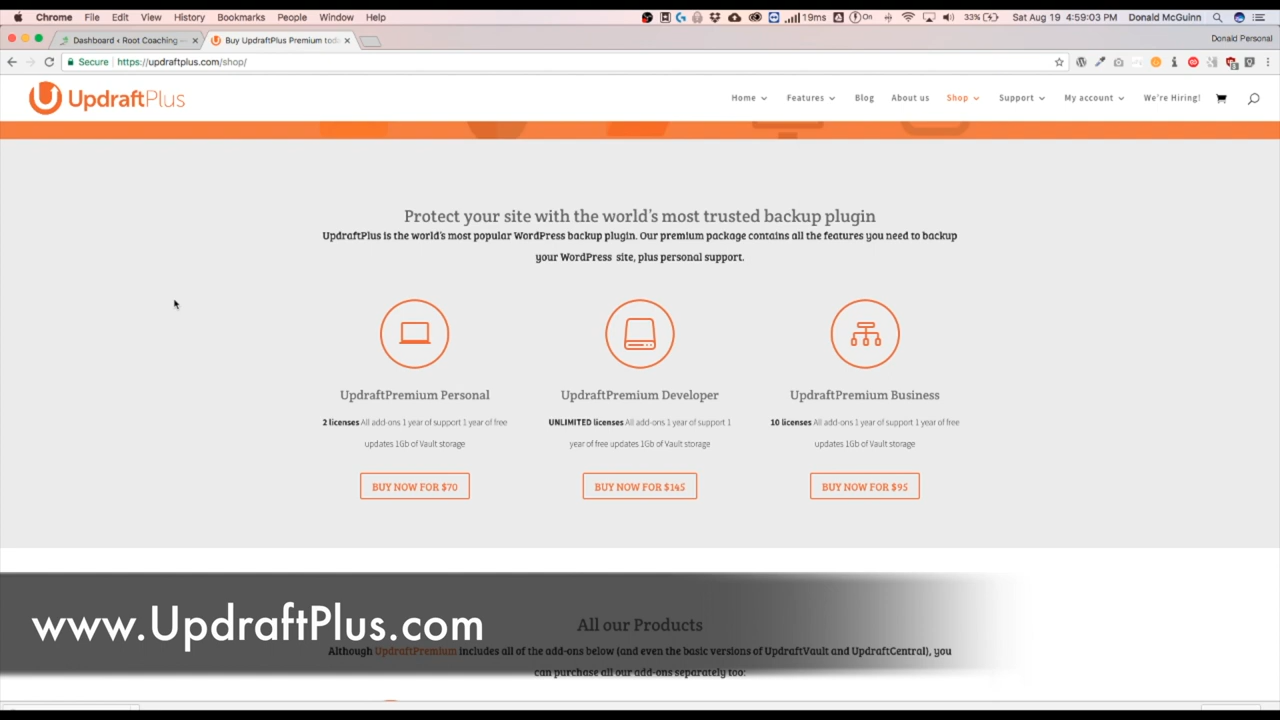 Chrome File Edit View History Bookmarks People Window Help 19ms On 33% Sat Aug 19 4:59:03 PM Donald McGuinn
Dashboard ‹ Root Coaching — Buy UpdraftPlus Premium tod Donald Personal
Secure https://updraftplus.com/shop/
UpdraftPlus Home Features Blog About us Shop Support My account We're Hiring!
Protect your site with the world's most trusted backup plugin
UpdraftPlus is the world's most popular WordPress backup plugin. Our premium package contains all the features you need to backup
your WordPress site, plus personal support.
UpdraftPremium Personal UpdraftPremium Developer UpdraftPremium Business
2 licenses All add-ons 1 year of support 1 year of free UNLIMITED licenses All add-ons 1 year of support 1 10 licenses All add-ons 1 year of support 1 year of free
updates 1Gb of Vault storage year of free updates 1Gb of Vault storage updates 1Gb of Vault storage
BUY NOW FOR $70 BUY NOW FOR $145 BUY NOW FOR $95
www.UpdraftPlus.com
All our Products
Although UpdraftPremium includes all of the add-ons below (and even the basic versions of UpdraftVault and UpdraftCentral), you
can purchase all our add-ons separately too: